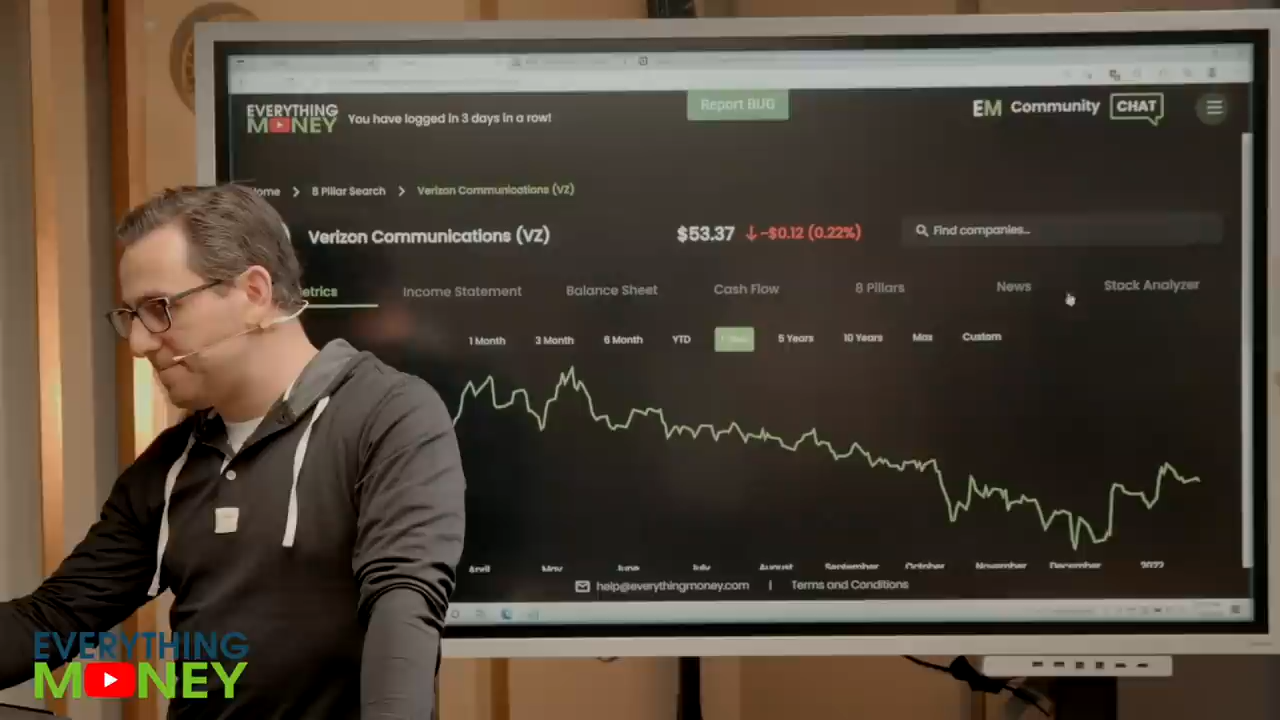 Report BUG
EVERYTHING
MONEY
You have logged in 3 days in a row!
EM Community CHAT
8 Pillar Search > Verizon Communications (VZ)
Verizon Communications (VZ)
$53.37 ↓ -$0.12 (0.22%)
Find companies...
Income Statement
Balance Sheet
Cash Flow
8 Pillars
News
Stock Analyzer
1 Month
3 Month
6 Month
YTD
5 Years
10 Years
Max
Custom
April
May
June
July
August
September
October
November
December
2022
help@everythingmoney.com | Terms and Conditions
EVERYTHING
MONEY